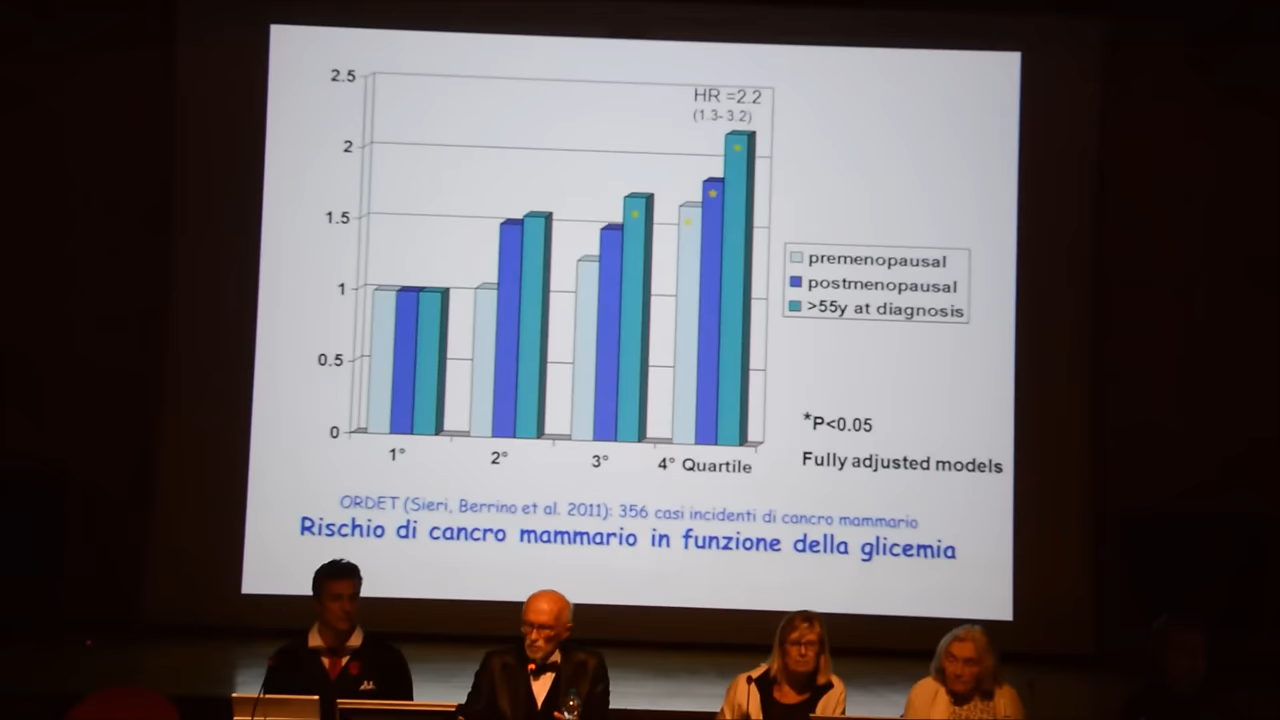 2.5
2
1.5
1
0.5
0
HR =2.2
(1.3- 3.2)
premenopausal
postmenopausal
>55y at diagnosis
1°
2°
3°
4° Quartile
*P<0.05
Fully adjusted models
ORDET (Sieri, Berrino et al. 2011): 356 casi incidenti di cancro mammario
Rischio di cancro mammario in funzione della glicemia